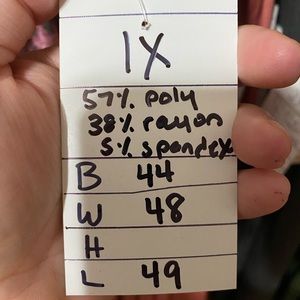 1X
57% poly
38% rayon
5% spandex
B 44
W 48
H
L 49